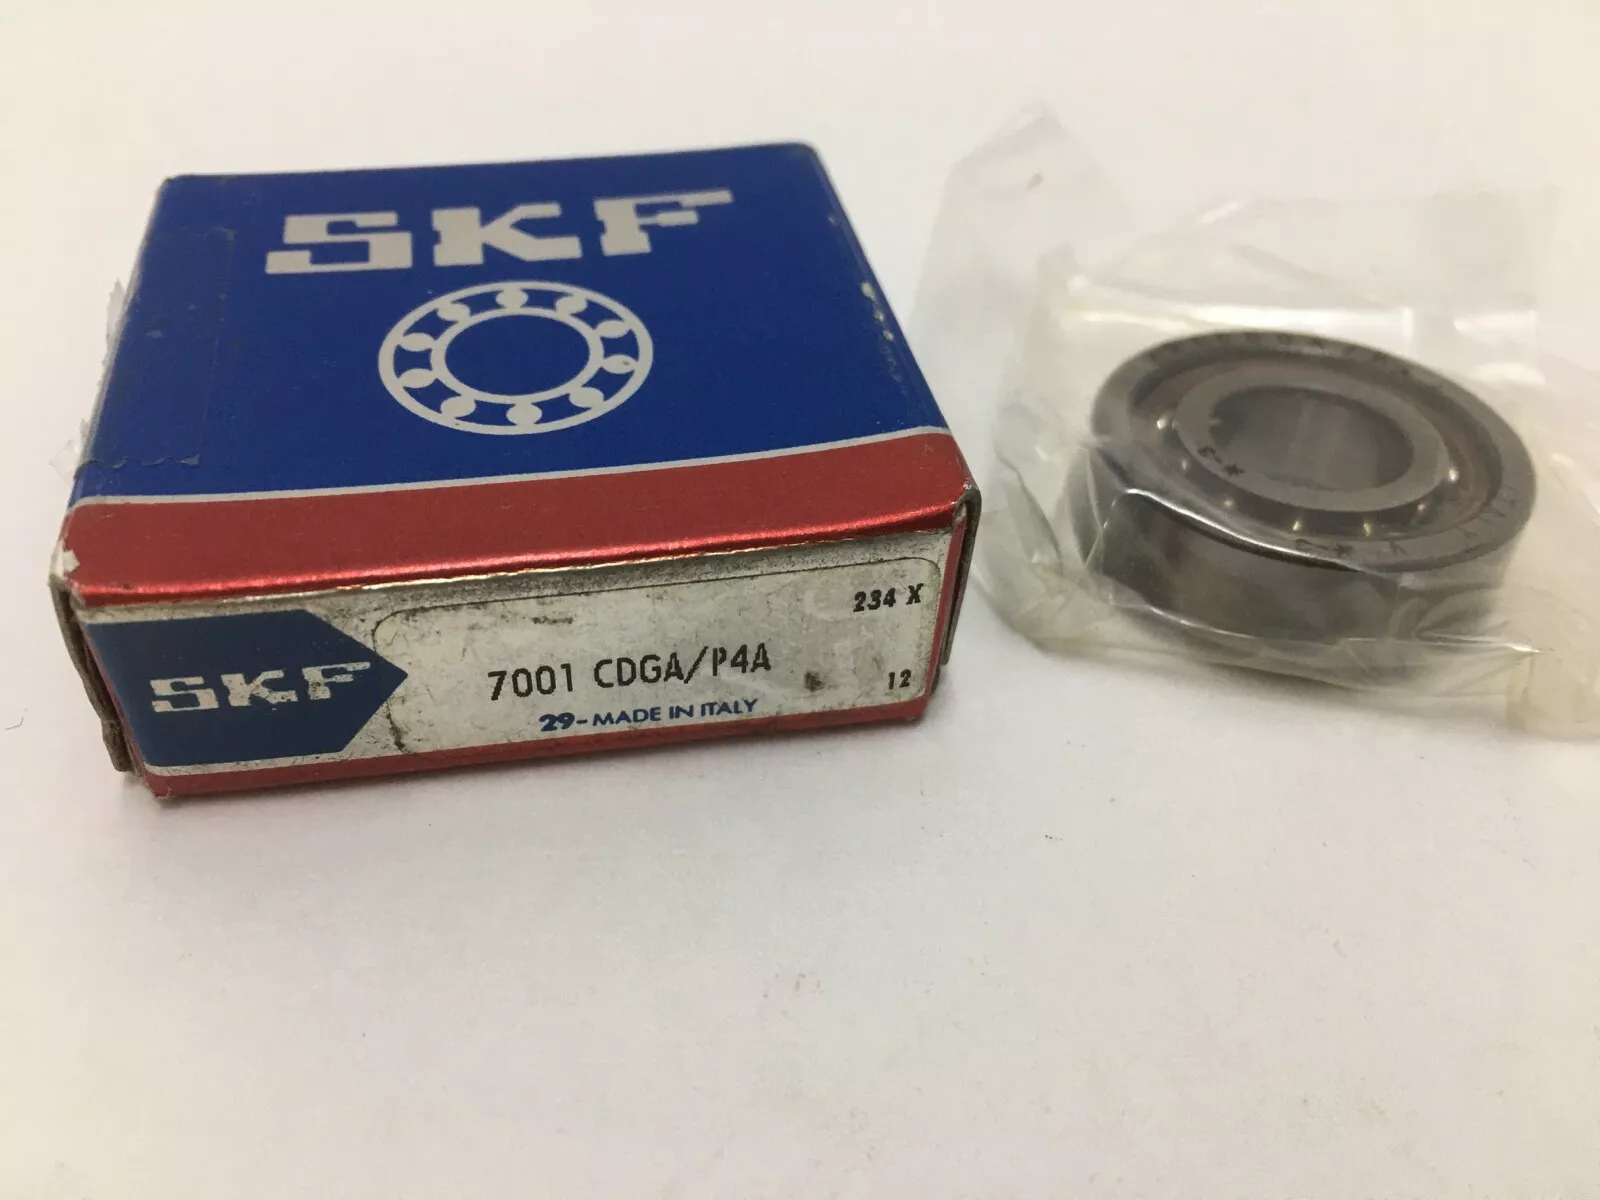 SKF
SKF
234 X
7001 CDGA/P4A
12
29-MADE IN ITALY